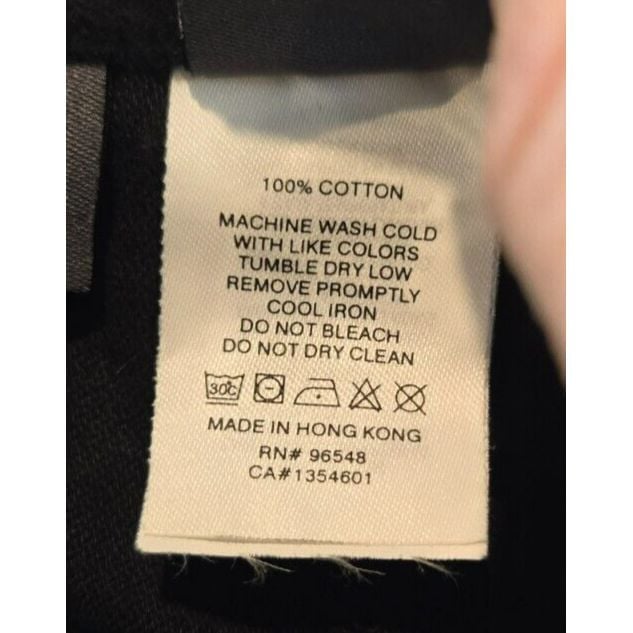 100% COTTON
MACHINE WASH COLD
WITH LIKE COLORS
TUMBLE DRY LOW
REMOVE PROMPTLY
COOL IRON
DO NOT BLEACH
DO NOT DRY CLEAN
30C
MADE IN HONG KONG
RN# 96548
CA#1354601